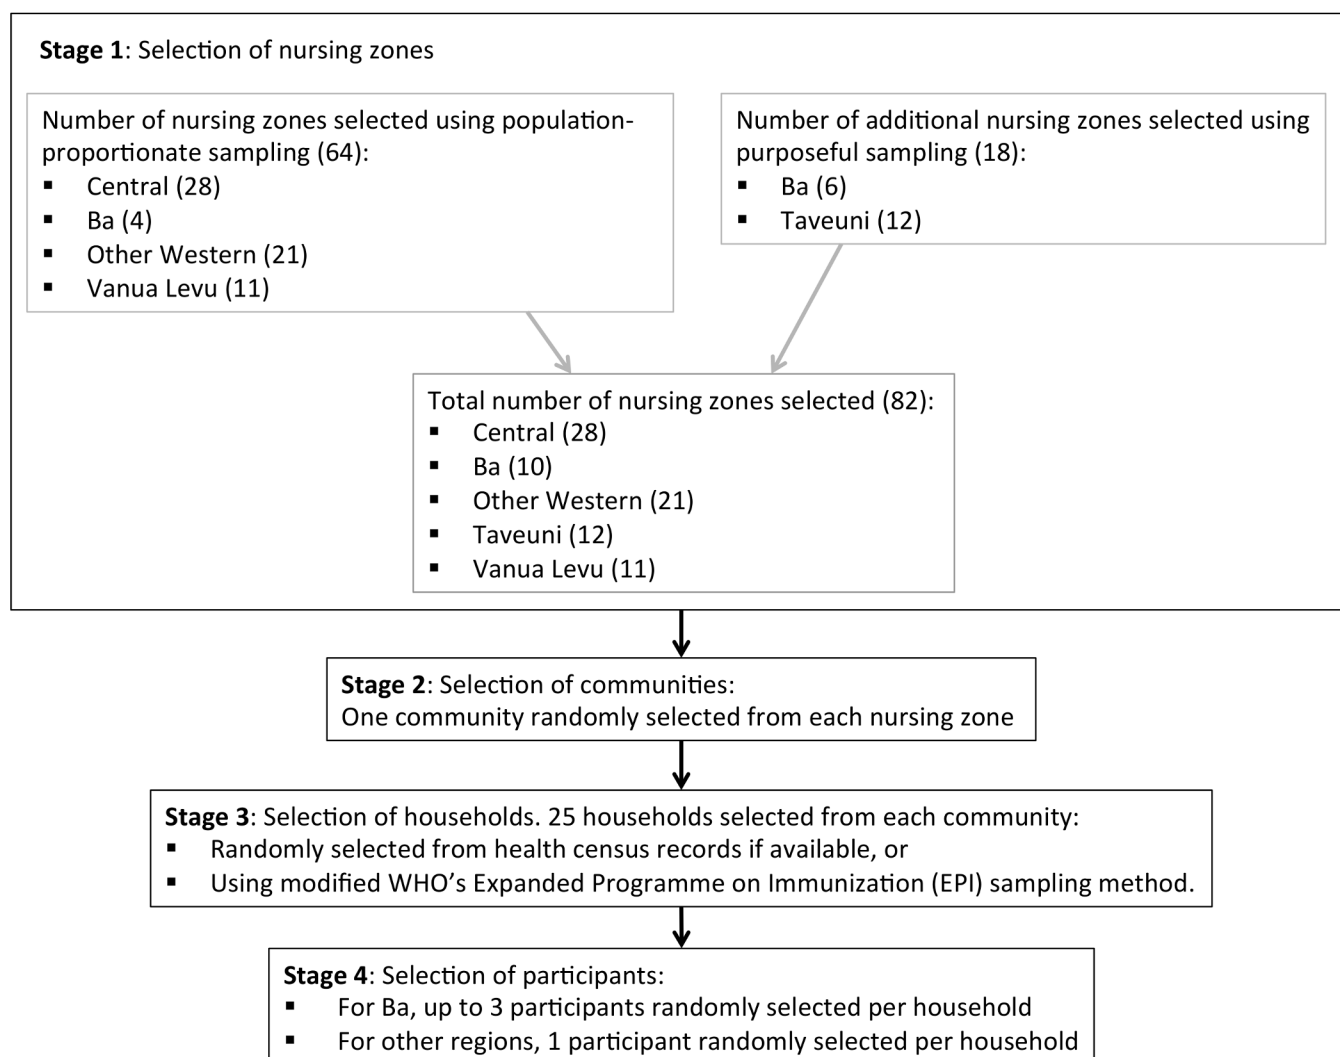 Stage 1: Selection of nursing zones
Number of nursing zones selected using population-
proportionate sampling (64):
▪ Central (28)
▪ Ba (4)
▪ Other Western (21)
▪ Vanua Levu (11)
Number of additional nursing zones selected using
purposeful sampling (18):
▪ Ba (6)
▪ Taveuni (12)
Total number of nursing zones selected (82):
▪ Central (28)
▪ Ba (10)
▪ Other Western (21)
▪ Taveuni (12)
▪ Vanua Levu (11)
Stage 2: Selection of communities:
One community randomly selected from each nursing zone
Stage 3: Selection of households. 25 households selected from each community:
▪ Randomly selected from health census records if available, or
▪ Using modified WHO's Expanded Programme on Immunization (EPI) sampling method.
Stage 4: Selection of participants:
▪ For Ba, up to 3 participants randomly selected per household
▪ For other regions, 1 participant randomly selected per household